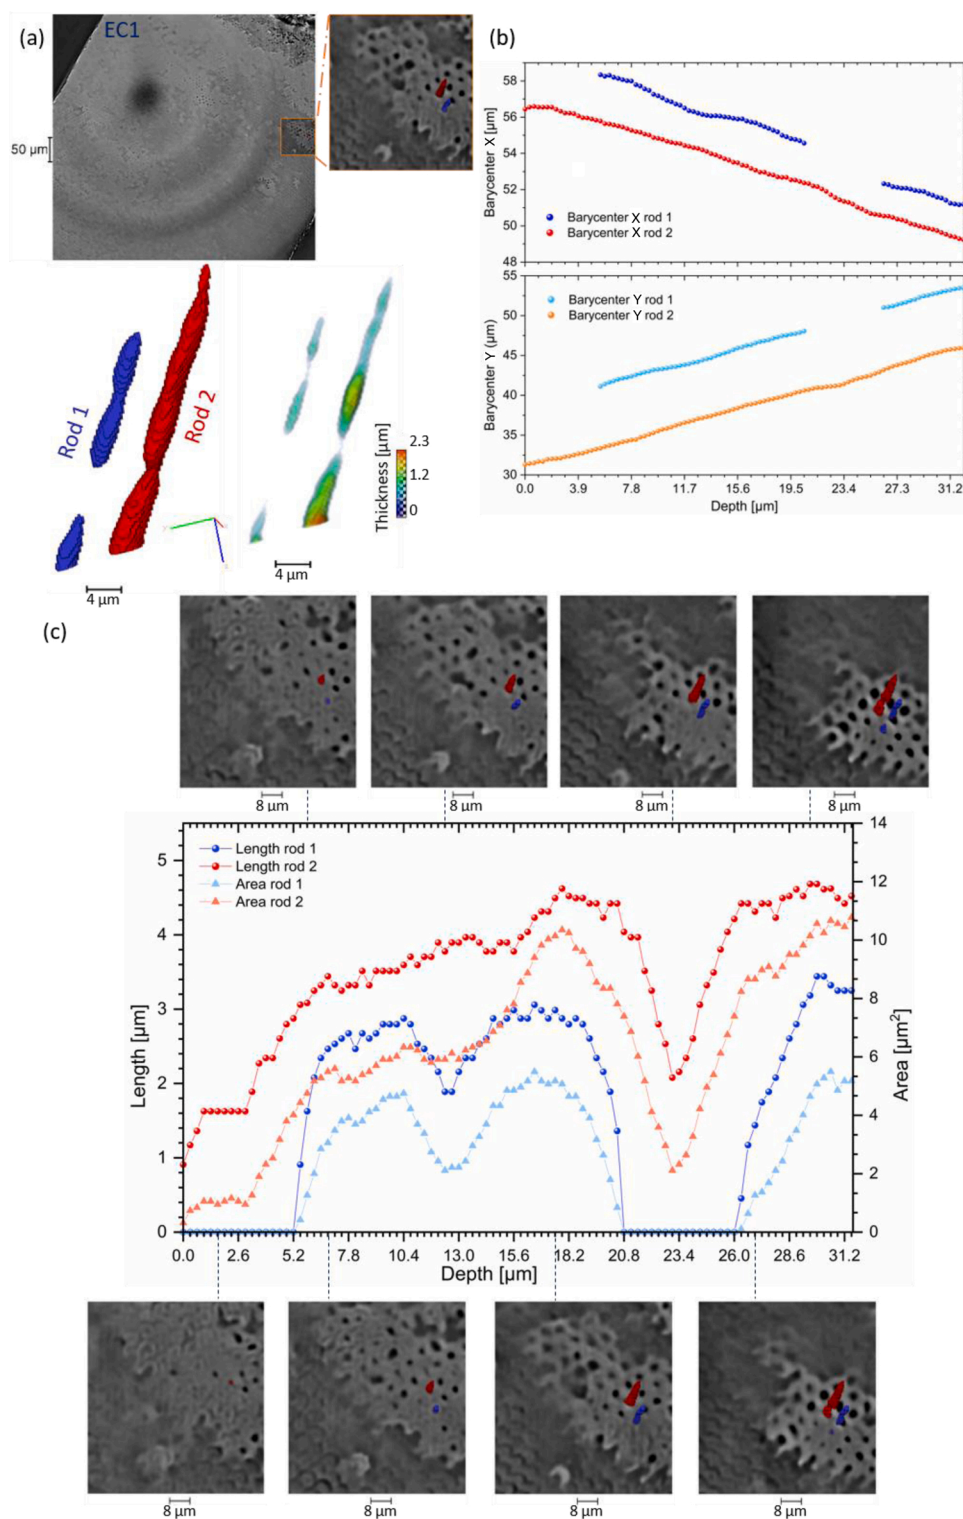 (a)
EC1
50 µm
Rod 1
Rod 2
Thickness [µm]
2.3
1.2
0
4 µm
4 µm
(b)
58
56
54
52
50
48
Barycenter X [µm]
Barycenter X rod 1
Barycenter X rod 2
55
50
45
40
35
30
Barycenter Y (µm)
Barycenter Y rod 1
Barycenter Y rod 2
0.0 3.9 7.8 11.7 15.6 19.5 23.4 27.3 31.2
Depth [µm]
(c)
8 µm 8 µm 8 µm 8 µm
Length rod 1
Length rod 2
Area rod 1
Area rod 2
5
4
3
2
1
0
Length [µm]
14
12
10
8
6
4
2
0
Area [µm²]
0.0 2.6 5.2 7.8 10.4 13.0 15.6 18.2 20.8 23.4 26.0 28.6 31.2
Depth [µm]
8 µm 8 µm 8 µm 8 µm